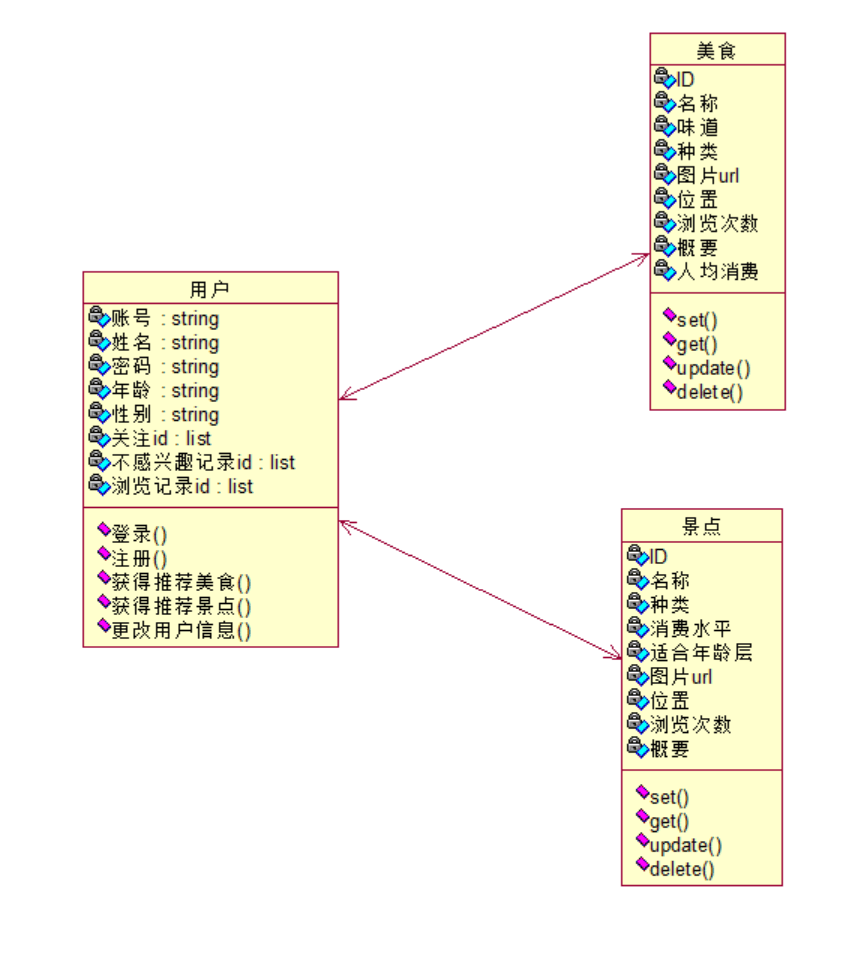 美食
ID
名称
味道
种类
图片url
位置
浏览次数
概要
人均消费
set()
get()
update()
delete()
用户
账号 : string
姓名 : string
密码 : string
年龄 : string
性别 : string
关注id : list
不感兴趣记录id : list
浏览记录id : list
登录()
注册()
获得推荐美食()
获得推荐景点()
更改用户信息()
景点
ID
名称
种类
消费水平
适合年龄层
图片url
位置
浏览次数
概要
set()
get()
update()
delete()